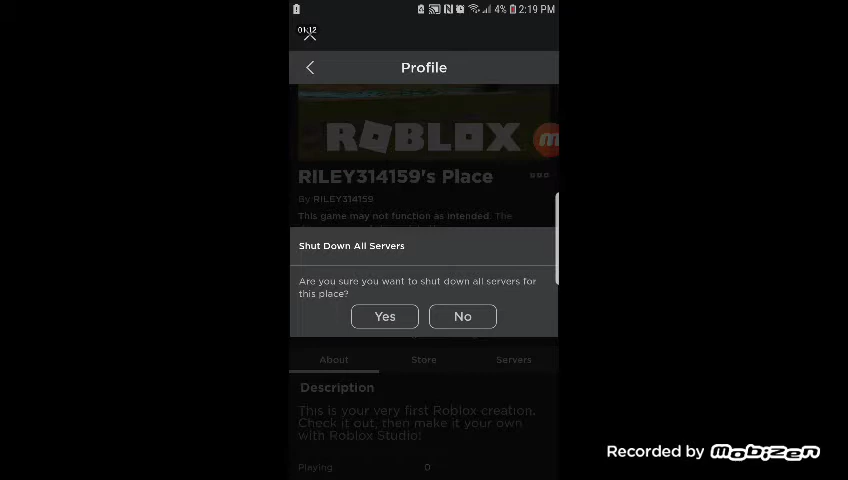 4% 2:19 PM
01:12
Profile
ROBLOX
RILEY314159's Place
By RILEY314159
This game may not function as intended. The
Shut Down All Servers
Are you sure you want to shut down all servers for
this place?
Yes No
About Store Servers
Description
This is your very first Roblox creation.
Check it out, then make it your own
with Roblox Studio!
Playing 0
Recorded by mobizen